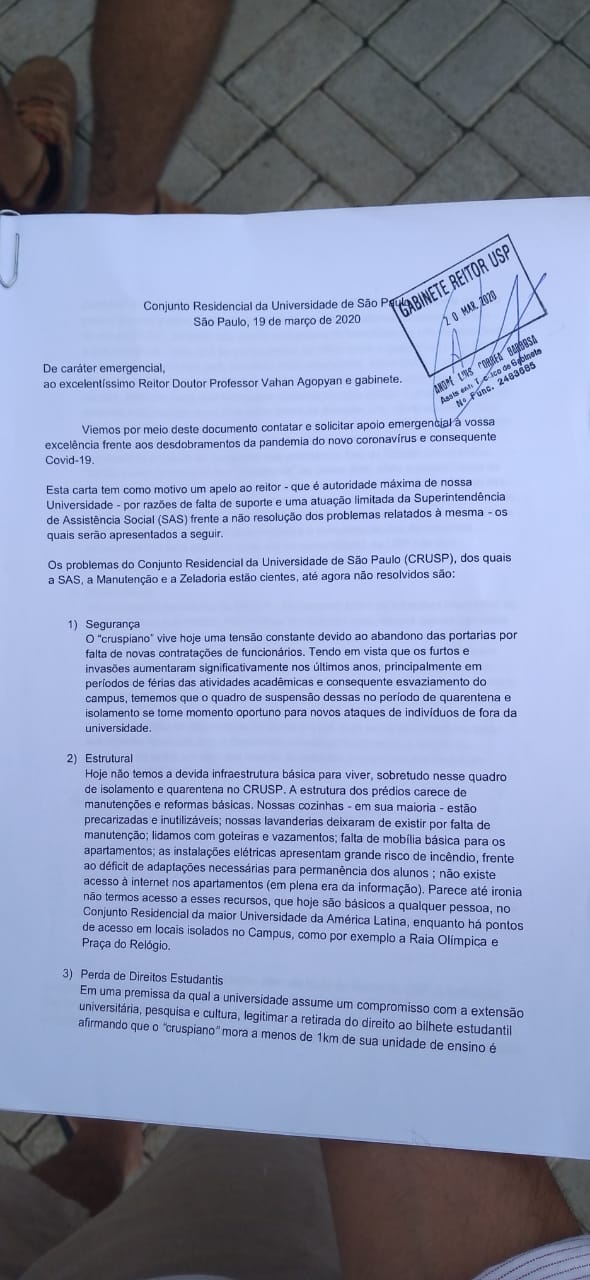 Conjunto Residencial da Universidade de São Paulo
São Paulo, 19 de março de 2020
GABINETE REITOR USP
20 MAR. 2020
ANDRÉ LUIS CORREA BARBOSA
Assistente Técnico de Gabinete
Nº Func. 2483685
De caráter emergencial,
ao excelentíssimo Reitor Doutor Professor Vahan Agopyan e gabinete.
Viemos por meio deste documento contatar e solicitar apoio emergencial à vossa
excelência frente aos desdobramentos da pandemia do novo coronavírus e consequente
Covid-19.
Esta carta tem como motivo um apelo ao reitor - que é autoridade máxima de nossa
Universidade - por razões de falta de suporte e uma atuação limitada da Superintendência
de Assistência Social (SAS) frente a não resolução dos problemas relatados à mesma - os
quais serão apresentados a seguir.
Os problemas do Conjunto Residencial da Universidade de São Paulo (CRUSP), dos quais
a SAS, a Manutenção e a Zeladoria estão cientes, até agora não resolvidos são:
1) Segurança
O "cruspiano" vive hoje uma tensão constante devido ao abandono das portarias por
falta de novas contratações de funcionários. Tendo em vista que os furtos e
invasões aumentaram significativamente nos últimos anos, principalmente em
períodos de férias das atividades acadêmicas e consequente esvaziamento do
campus, tememos que o quadro de suspensão dessas no período de quarentena e
isolamento se torne momento oportuno para novos ataques de indivíduos de fora da
universidade.
2) Estrutural
Hoje não temos a devida infraestrutura básica para viver, sobretudo nesse quadro
de isolamento e quarentena no CRUSP. A estrutura dos prédios carece de
manutenções e reformas básicas. Nossas cozinhas - em sua maioria - estão
precarizadas e inutilizáveis; nossas lavanderias deixaram de existir por falta de
manutenção; lidamos com goteiras e vazamentos; falta de mobília básica para os
apartamentos; as instalações elétricas apresentam grande risco de incêndio, frente
ao déficit de adaptações necessárias para permanência dos alunos ; não existe
acesso à internet nos apartamentos (em plena era da informação). Parece até ironia
não termos acesso a esses recursos, que hoje são básicos a qualquer pessoa, no
Conjunto Residencial da maior Universidade da América Latina, enquanto há pontos
de acesso em locais isolados no Campus, como por exemplo a Raia Olímpica e
Praça do Relógio.
3) Perda de Direitos Estudantis
Em uma premissa da qual a universidade assume um compromisso com a extensão
universitária, pesquisa e cultura, legitimar a retirada do direito ao bilhete estudantil
afirmando que o "cruspiano" mora a menos de 1km de sua unidade de ensino é